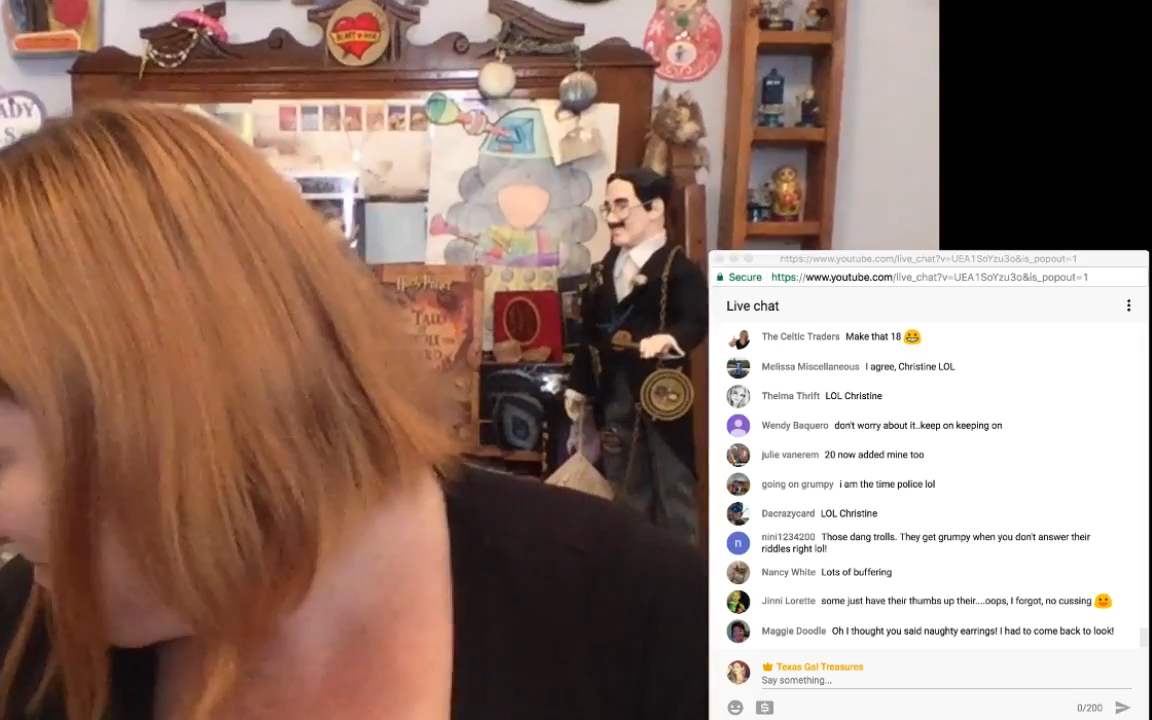 ADY
S.
Harry Potter
https://www.youtube.com/live_chat?v=UEA1SoYzu3o&is_popout=1
Secure https://www.youtube.com/live_chat?v=UEA1SoYzu3o&is_popout=1
Live chat
The Celtic Traders Make that 18
Melissa Miscellaneous I agree, Christine LOL
Thelma Thrift LOL Christine
Wendy Baquero don't worry about it..keep on keeping on
julie vanerem 20 now added mine too
going on grumpy i am the time police lol
Dacrazycard LOL Christine
nini1234200 Those dang trolls. They get grumpy when you don't answer their
riddles right lol!
Nancy White Lots of buffering
Jinni Lorette some just have their thumbs up their....oops, I forgot, no cussing
Maggie Doodle Oh I thought you said naughty earrings! I had to come back to look!
Texas Gal Treasures
Say something...
0/200